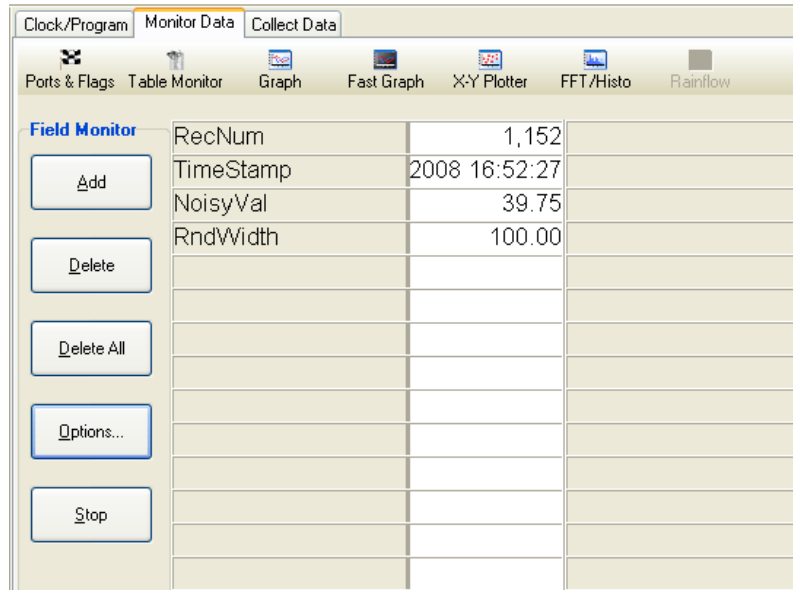 Clock/Program Monitor Data Collect Data
Ports & Flags Table Monitor Graph Fast Graph X-Y Plotter FFT/Histo Rainflow
Field Monitor
Add
Delete
Delete All
Options...
Stop
RecNum 1,152
TimeStamp 2008 16:52:27
NoisyVal 39.75
RndWidth 100.00